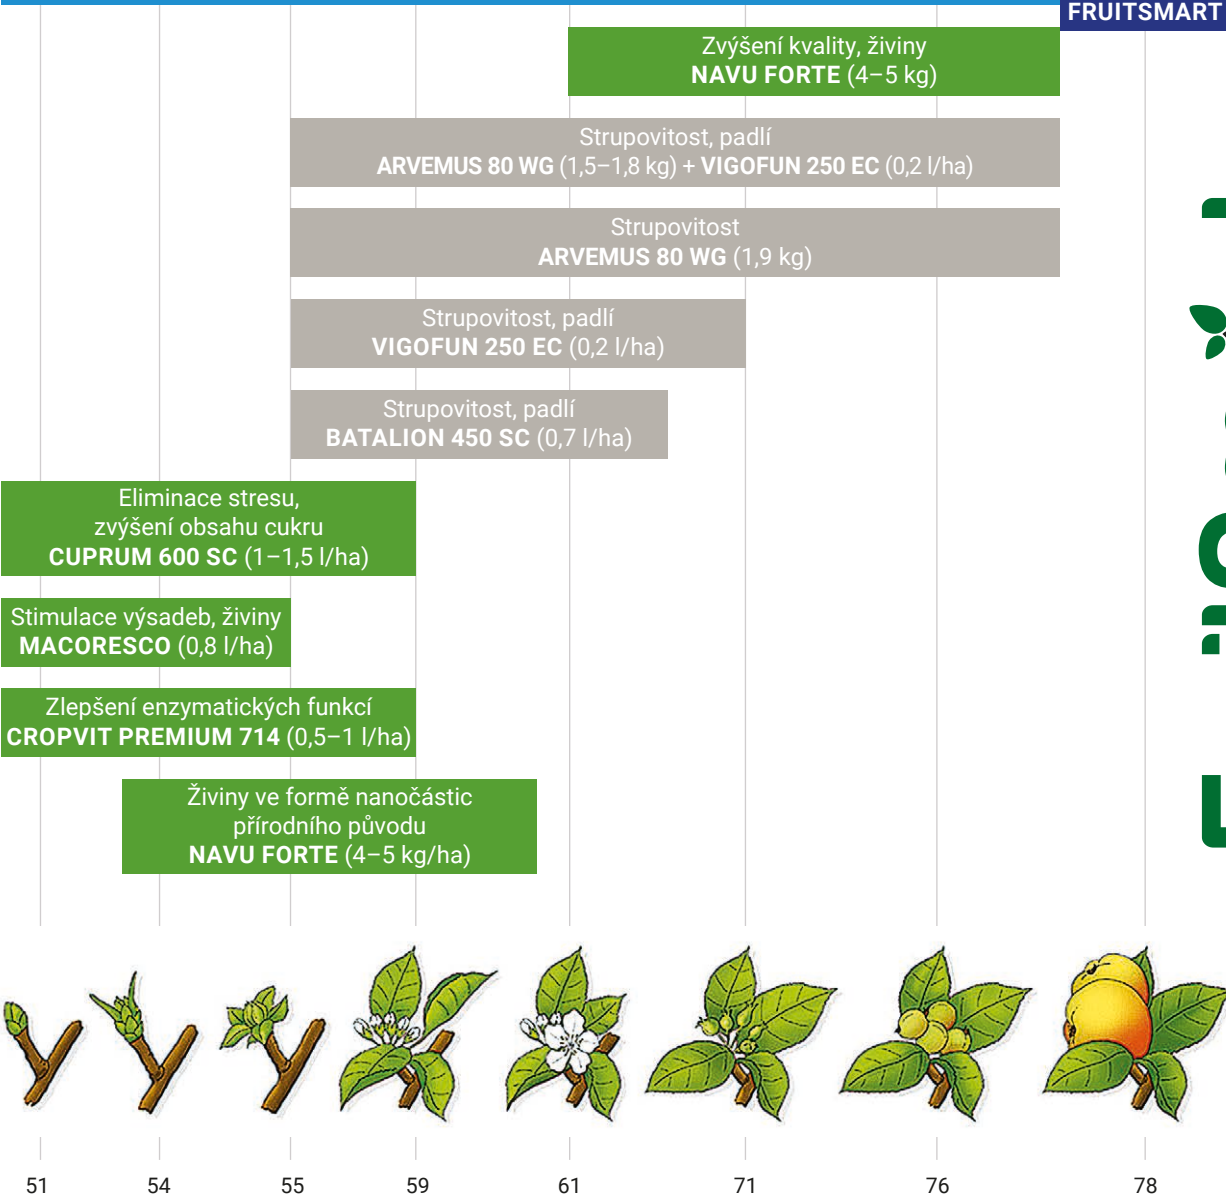 FRUITSMART
Zvýšení kvality, živiny
NAVU FORTE (4–5 kg)
Strupovitost, padlí
ARVEMUS 80 WG (1,5–1,8 kg) + VIGOFUN 250 EC (0,2 l/ha)
Strupovitost
ARVEMUS 80 WG (1,9 kg)
Strupovitost, padlí
VIGOFUN 250 EC (0,2 l/ha)
Strupovitost, padlí
BATALION 450 SC (0,7 l/ha)
Eliminace stresu,
zvýšení obsahu cukru
CUPRUM 600 SC (1–1,5 l/ha)
Stimulace výsadeb, živiny
MACORESCO (0,8 l/ha)
Zlepšení enzymatických funkcí
CROPVIT PREMIUM 714 (0,5–1 l/ha)
Živiny ve formě nanočástic
přírodního původu
NAVU FORTE (4–5 kg/ha)
51 54 55 59 61 71 76 78